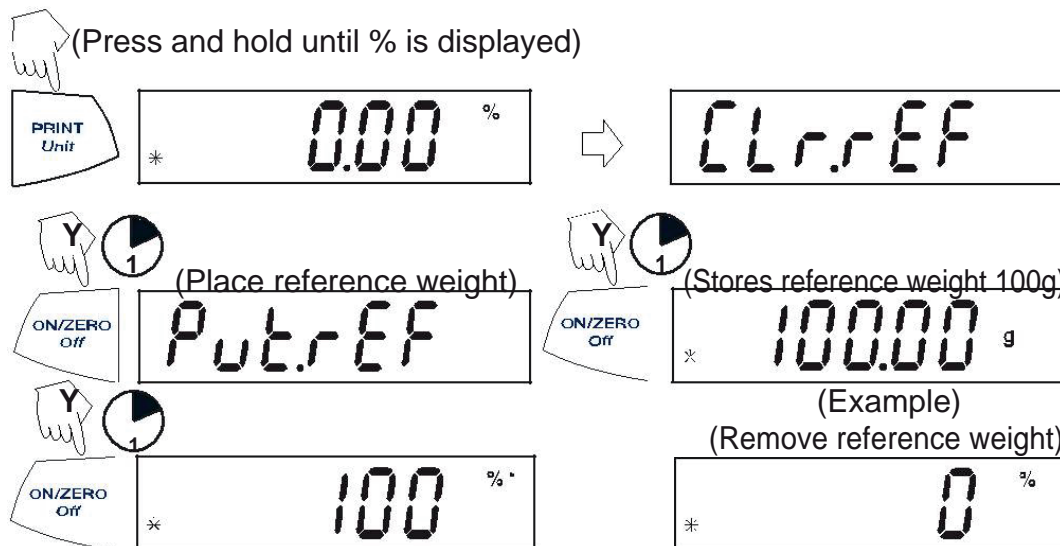 (Press and hold until % is displayed)
PRINT
Unit
* 0.00 %
CLr.rEF
Y
1
Y
1
(Place reference weight)
(Stores reference weight 100g)
ON/ZERO
Off
Put.rEF
ON/ZERO
Off
* 100.00 g
Y
1
(Example)
(Remove reference weight)
ON/ZERO
Off
* 100 %
* 0 %